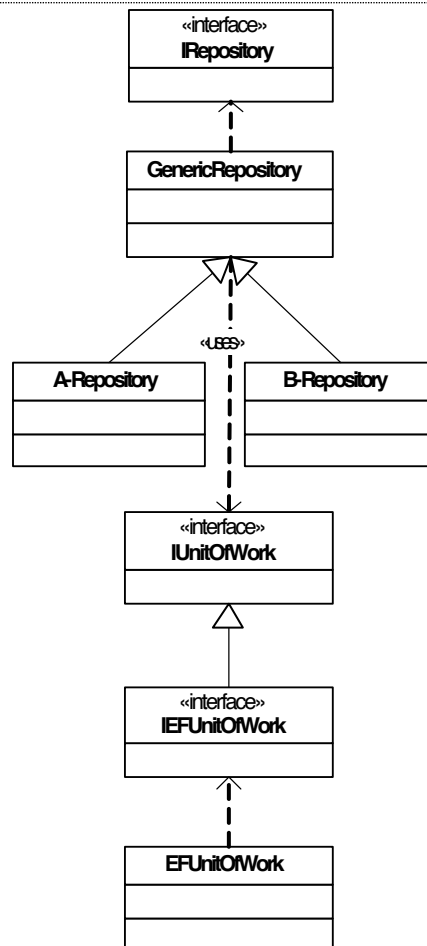 «interface»
IRepository
GenericRepository
«uses»
A-Repository
B-Repository
«interface»
IUnitOfWork
«interface»
IEFUnitOfWork
EFUnitOfWork